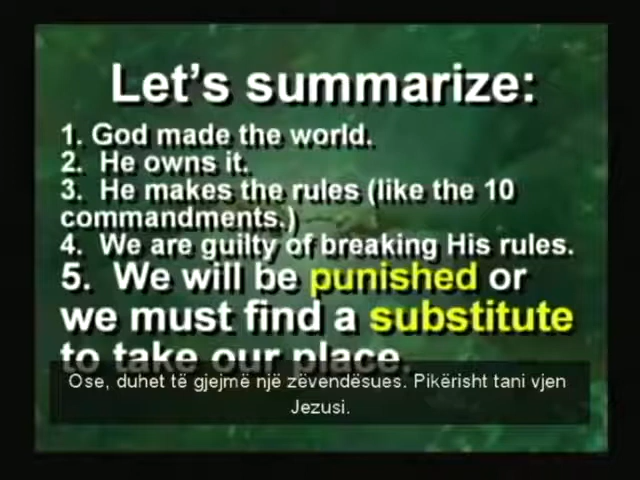 Let's summarize:
1. God made the world.
2. He owns it.
3. He makes the rules (like the 10
commandments.)
4. We are guilty of breaking His rules.
5. We will be punished or
we must find a substitute
to take our place.
Ose, duhet të gjejmë një zëvendësues. Pikërisht tani vjen
Jezusi.